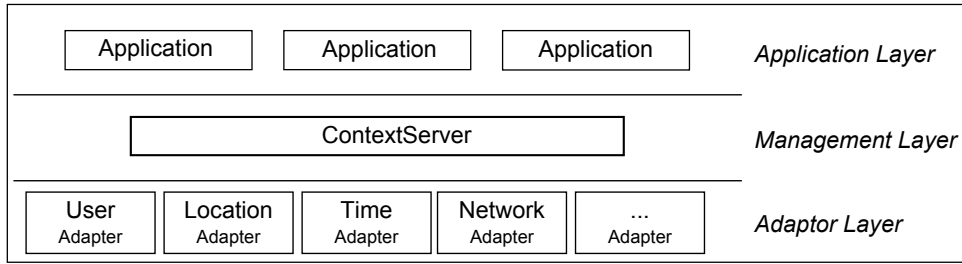 Application Application Application Application Layer
ContextServer Management Layer
User Location Time Network ...
Adapter Adapter Adapter Adapter Adapter Adaptor Layer